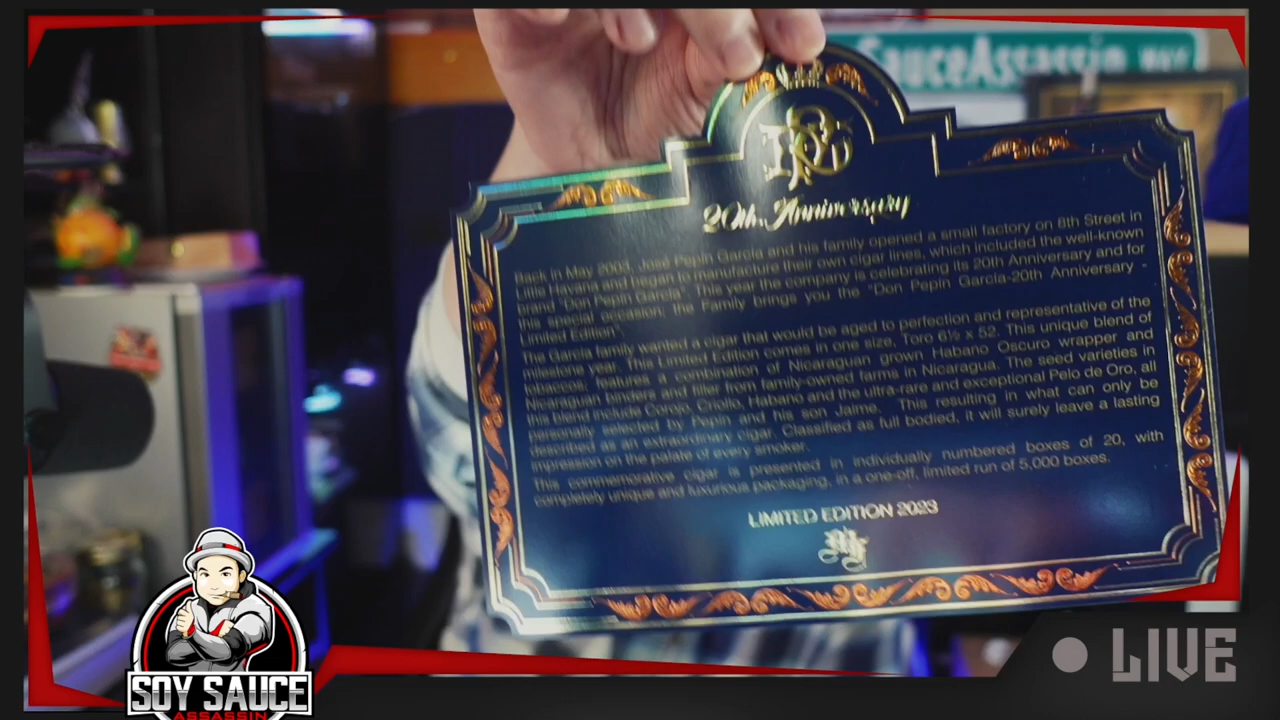 SauceAssassin WAY
DPG
20th Anniversary
Back in May 2003, José Pepin Garcia and his family opened a small factory on 8th Street in
Little Havana and began to manufacture their own cigar lines, which included the well-known
brand "Don Pepin Garcia". This year the company is celebrating its 20th Anniversary and for
this special occasion, the Family brings you the "Don Pepin Garcia-20th Anniversary -
Limited Edition".
The Garcia family wanted a cigar that would be aged to perfection and representative of the
milestone year. This Limited Edition comes in one size, Toro 6½ x 52. This unique blend of
tobaccos, features a combination of Nicaraguan grown Habano Oscuro wrapper and
Nicaraguan binders and filler from family-owned farms in Nicaragua. The seed varieties in
this blend include Corojo, Criollo, Habano and the ultra-rare and exceptional Pelo de Oro, all
personally selected by Pepin and his son Jaime. This resulting in what can only be
described as an extraordinary cigar. Classified as full bodied, it will surely leave a lasting
impression on the palate of every smoker.
This commemorative cigar is presented in individually numbered boxes of 20, with
completely unique and luxurious packaging, in a one-off, limited run of 5,000 boxes.
LIMITED EDITION 2023
SOY SAUCE
ASSASSIN
LIVE